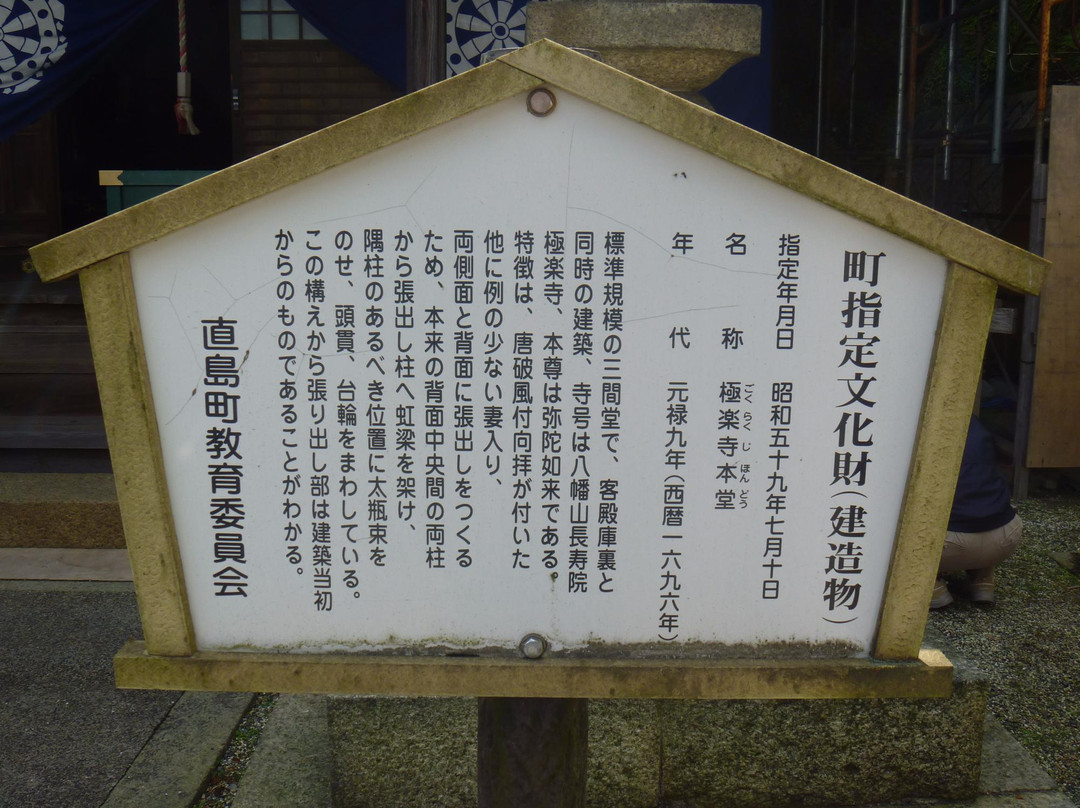 町指定文化財(建造物)
指定年月日 昭和五十九年七月十日
名称 極楽寺本堂
ごくらくじほんどう
年代 元禄九年(西暦一六九六年)
標準規模の三間堂で、客殿庫裏と
同時の建築、寺号は八幡山長寿院
極楽寺、本尊は弥陀如来である。
特徴は、唐破風付向拝が付いた
他に例の少ない妻入り、
両側面と背面に張出しをつくる
ため、本来の背面中央間の両柱
から張出し柱へ虹梁を架け、
隅柱のあるべき位置に太瓶束を
のせ、頭貫、台輪をまわしている。
この構えから張り出し部は建築当初
からのものであることがわかる。
直島町教育委員会